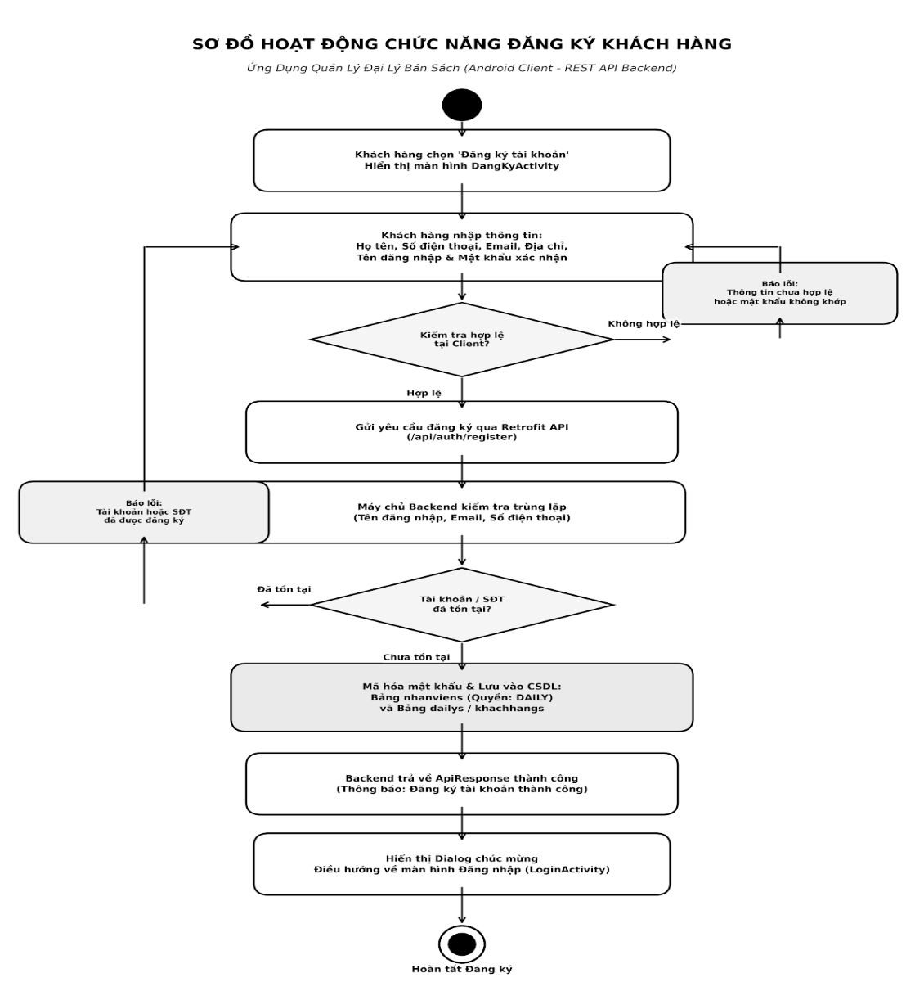 SƠ ĐỒ HOẠT ĐỘNG CHỨC NĂNG ĐĂNG KÝ KHÁCH HÀNG
Ứng Dụng Quản Lý Đại Lý Bán Sách (Android Client - REST API Backend)
Khách hàng chọn 'Đăng ký tài khoản'
Hiển thị màn hình DangKyActivity
Khách hàng nhập thông tin:
Họ tên, Số điện thoại, Email, Địa chỉ,
Tên đăng nhập & Mật khẩu xác nhận
Báo lỗi:
Thông tin chưa hợp lệ
hoặc mật khẩu không khớp
Không hợp lệ
Kiểm tra hợp lệ
tại Client?
Hợp lệ
Gửi yêu cầu đăng ký qua Retrofit API
(/api/auth/register)
Báo lỗi:
Tài khoản hoặc SĐT
đã được đăng ký
Máy chủ Backend kiểm tra trùng lặp
(Tên đăng nhập, Email, Số điện thoại)
Đã tồn tại
Tài khoản / SĐT
đã tồn tại?
Chưa tồn tại
Mã hóa mật khẩu & Lưu vào CSDL:
Bảng nhanviens (Quyền: DAILY)
và Bảng dailys / khachhangs
Backend trả về ApiResponse thành công
(Thông báo: Đăng ký tài khoản thành công)
Hiển thị Dialog chúc mừng
Điều hướng về màn hình Đăng nhập (LoginActivity)
Hoàn tất Đăng ký